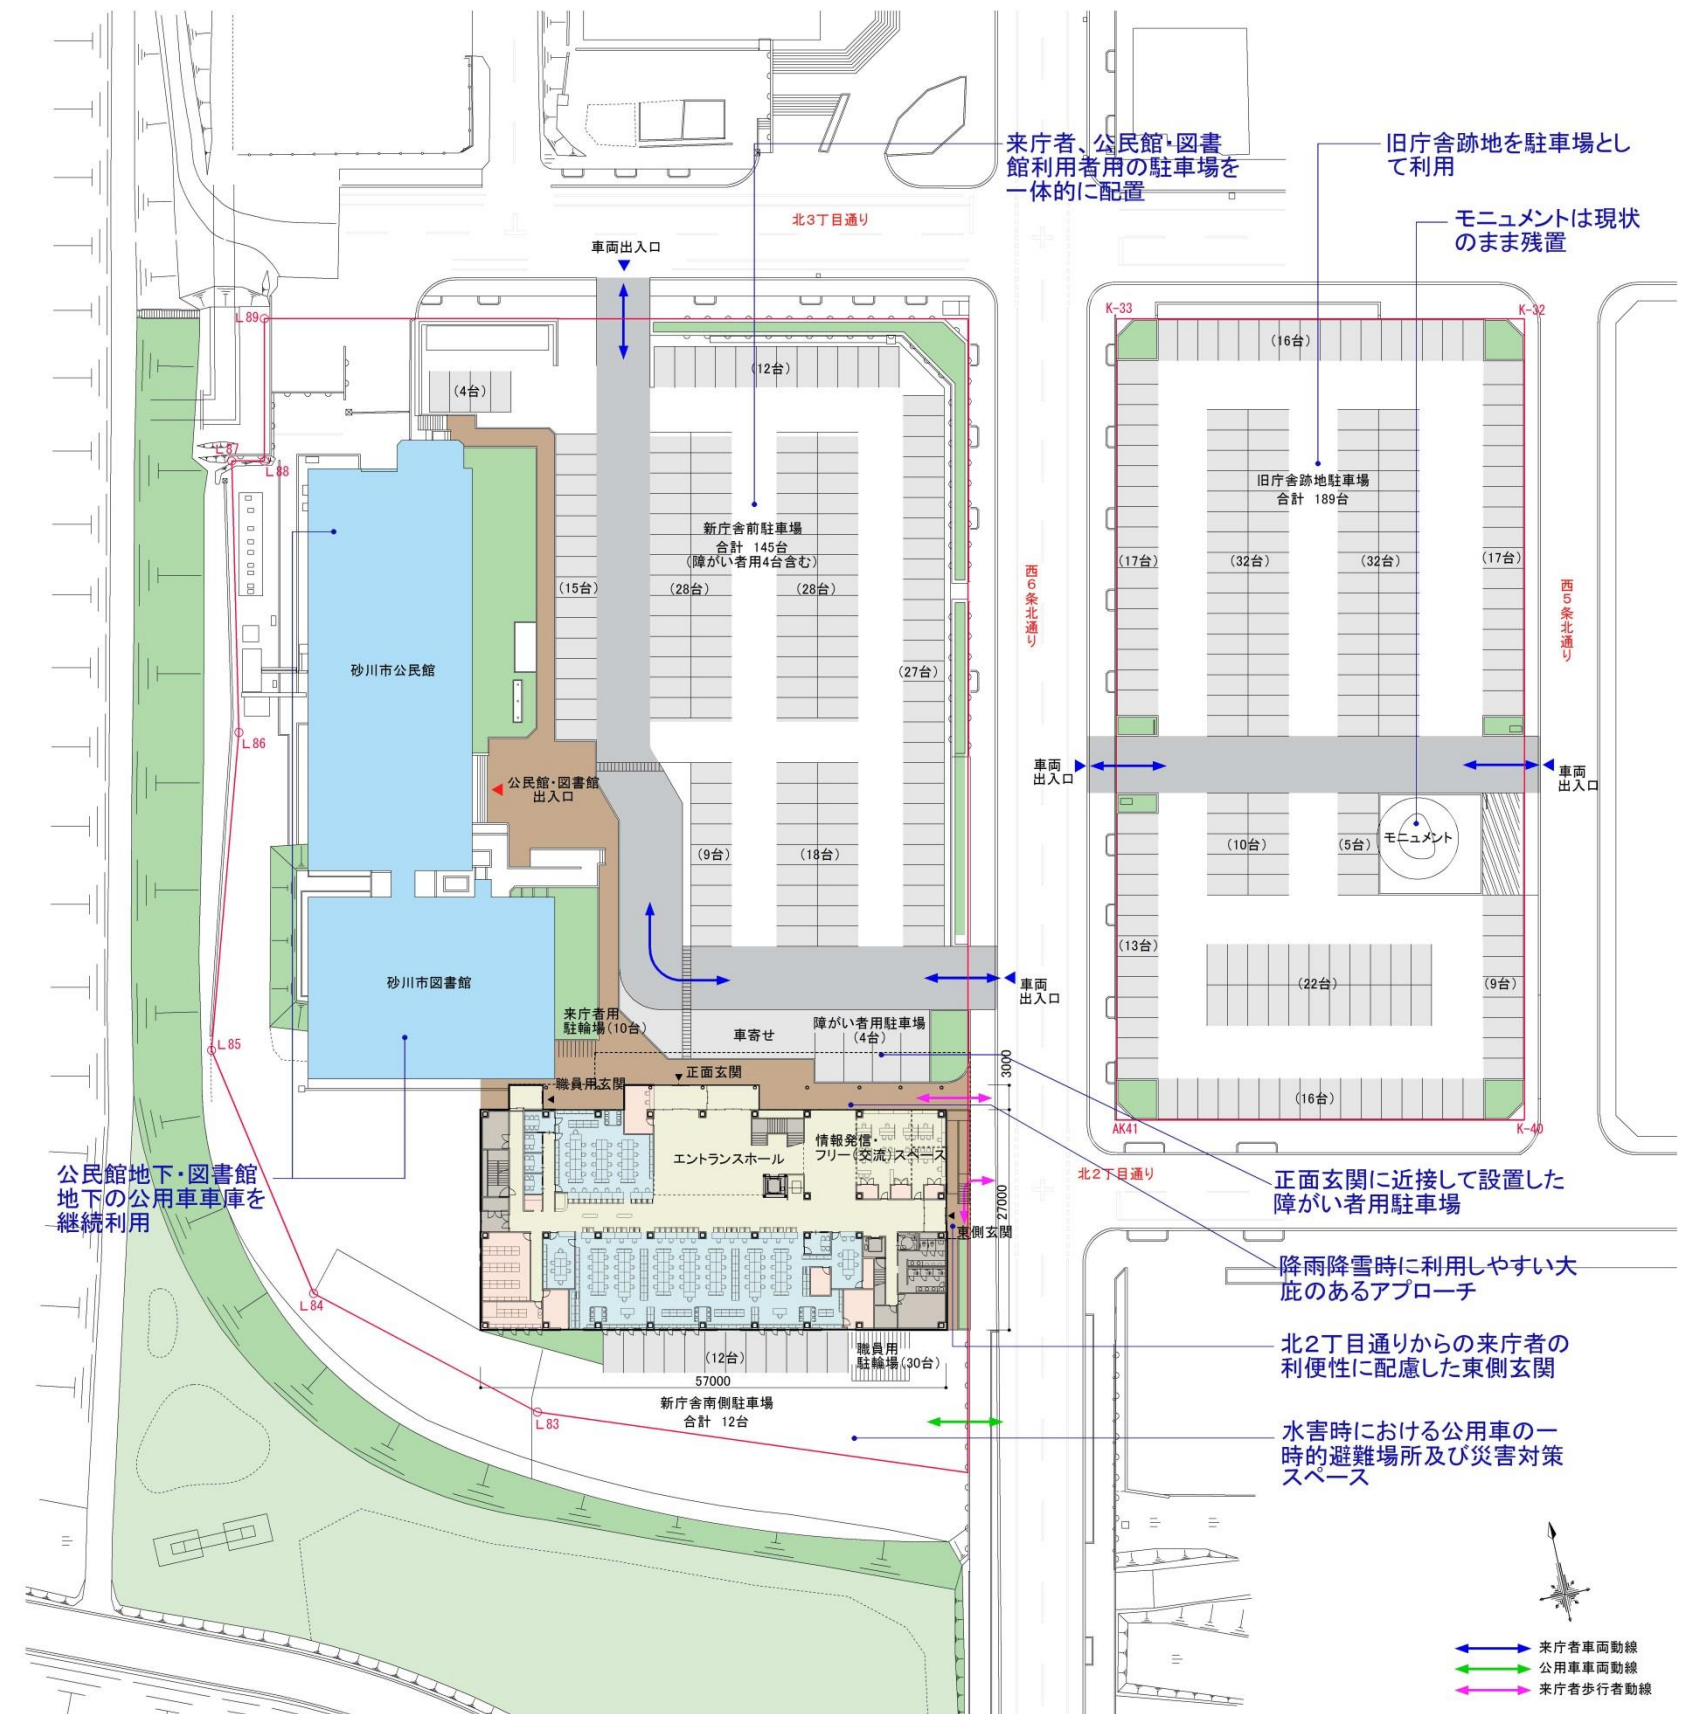 来庁者、公民館・図書
館利用者用の駐車場を
一体的に配置
旧庁舎跡地を駐車場とし
て利用
モニュメントは現状
のまま残置
北3丁目通り
車両出入口
L89
K-33
K-32
(4台)
(12台)
(16台)
L87
L88
旧庁舎跡地駐車場
合計 189台
新庁舎前駐車場
合計 145台
(障がい者用4台含む)
(15台)
(28台)
(28台)
(17台)
(32台)
(32台)
(17台)
西6条北通り
西5条北通り
砂川市公民館
(27台)
L86
公民館・図書館
出入口
車両
出入口
車両
出入口
(9台)
(18台)
(10台)
(5台)
モニュメント
(13台)
砂川市図書館
(22台)
(9台)
車両
出入口
来庁者用
駐輪場(10台)
車寄せ
障がい者用駐車場
(4台)
L85
3000
正面玄関
職員用玄関
(16台)
AK41
K-40
情報発信・
フリー(交流)スペース
エントランスホール
北2丁目通り
公民館地下・図書館
地下の公用車車庫を
継続利用
正面玄関に近接して設置した
障がい者用駐車場
27000
東側玄関
降雨降雪時に利用しやすい大
庇のあるアプローチ
L84
北2丁目通りからの来庁者の
利便性に配慮した東側玄関
(12台)
職員用
駐輪場(30台)
57000
新庁舎南側駐車場
合計 12台
L83
水害時における公用車の一
時的避難場所及び災害対策
スペース
来庁者車両動線
公用車車両動線
来庁者歩行者動線